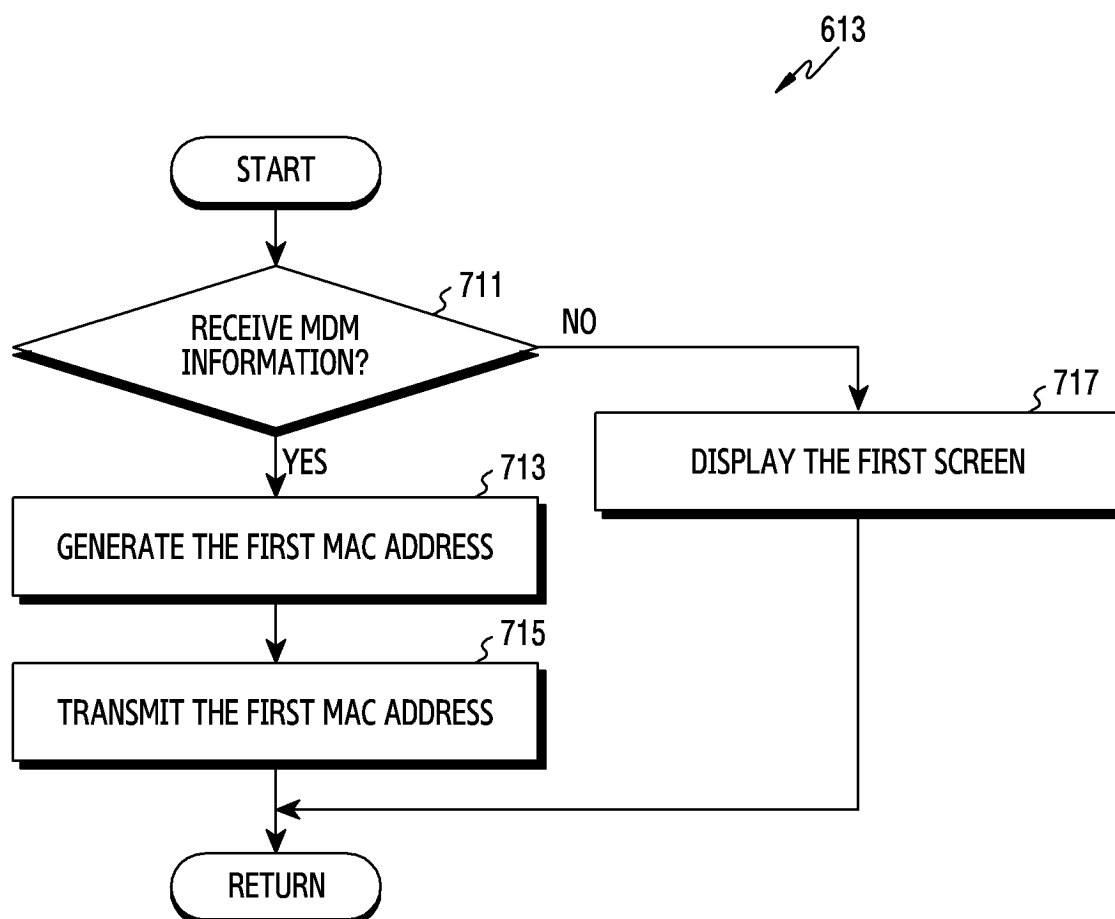 613
START
711
RECEIVE MDM
INFORMATION?
NO
717
DISPLAY THE FIRST SCREEN
YES
713
GENERATE THE FIRST MAC ADDRESS
715
TRANSMIT THE FIRST MAC ADDRESS
RETURN